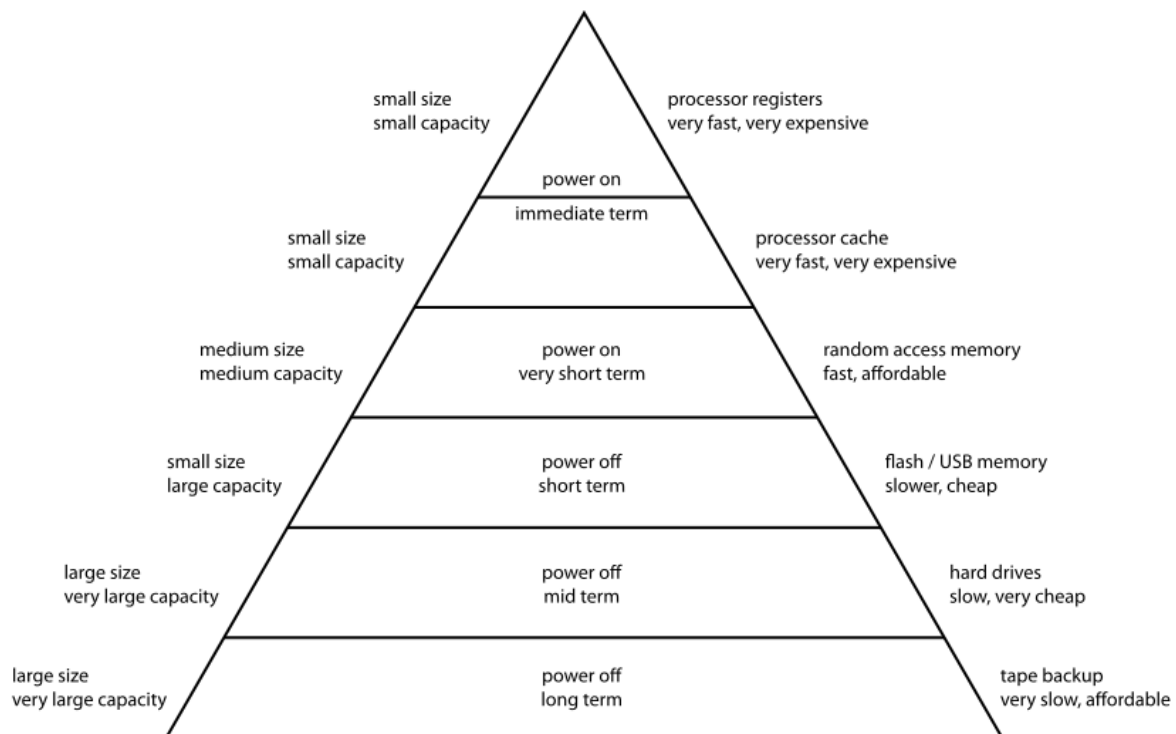 small size
small capacity
processor registers
very fast, very expensive
power on
immediate term
small size
small capacity
processor cache
very fast, very expensive
medium size
medium capacity
power on
very short term
random access memory
fast, affordable
small size
large capacity
power off
short term
flash / USB memory
slower, cheap
large size
very large capacity
power off
mid term
hard drives
slow, very cheap
large size
very large capacity
power off
long term
tape backup
very slow, affordable